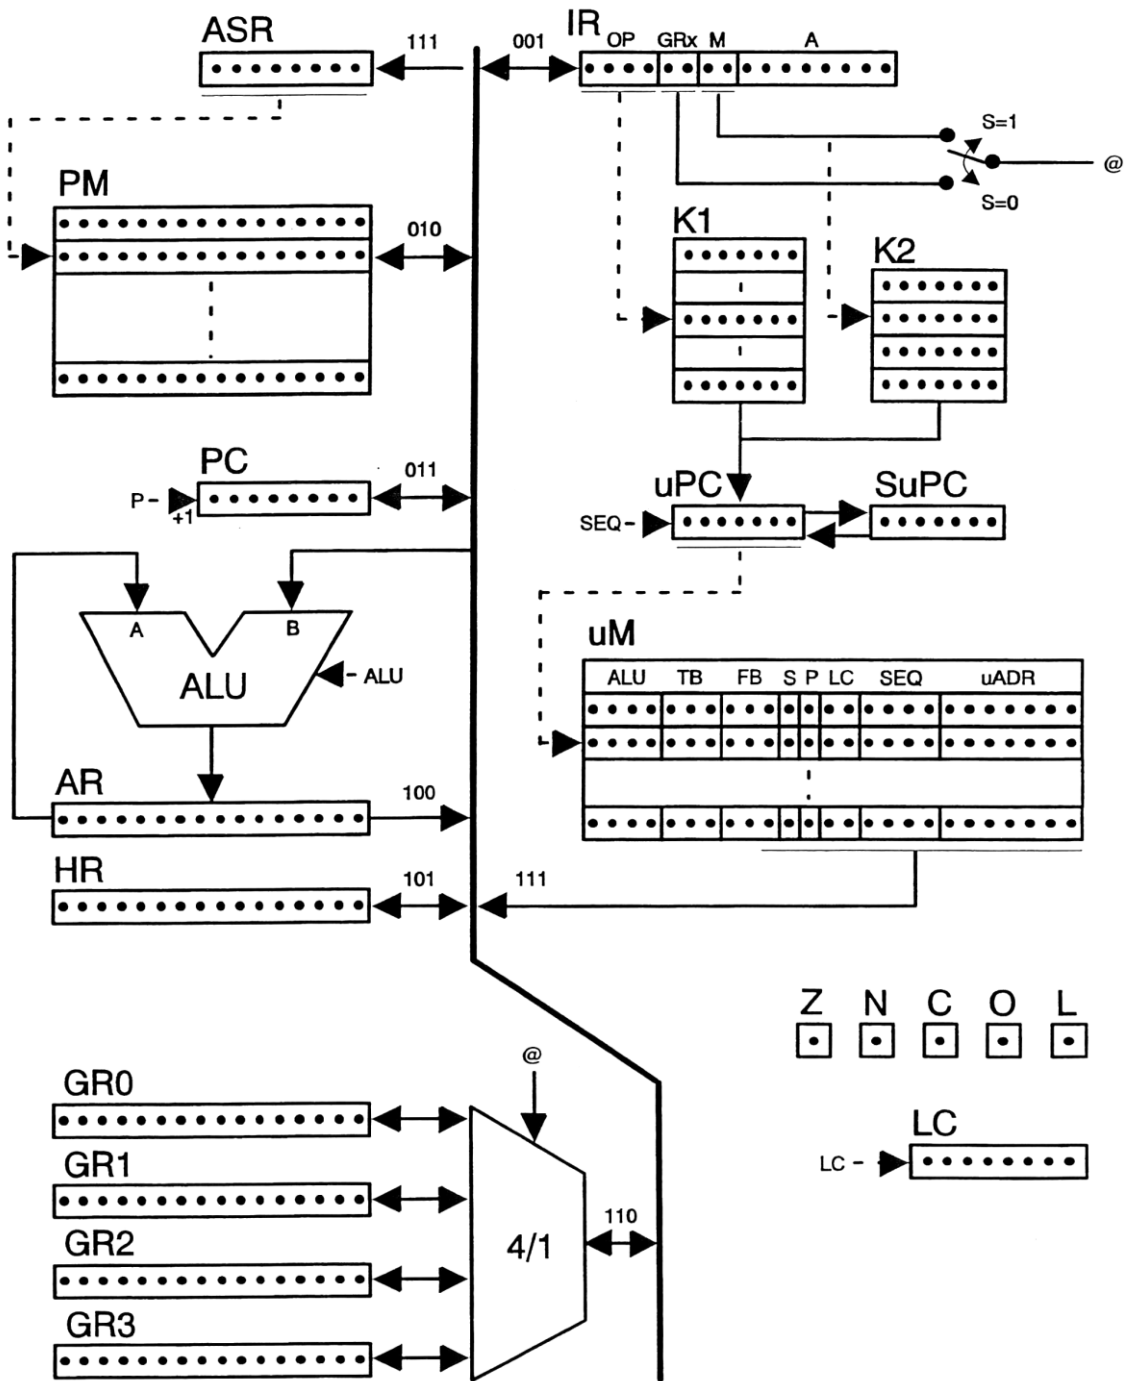 ASR
111
001
IR OP GRx M A
S=1
@
S=0
PM
010
K1
K2
PC
011
P
+1
uPC
SuPC
SEQ
A
B
ALU
ALU
uM
ALU TB FB S P LC SEQ uADR
AR
100
HR
101
111
Z N C O L
@
GR0
LC
LC
GR1
110
GR2
4/1
GR3